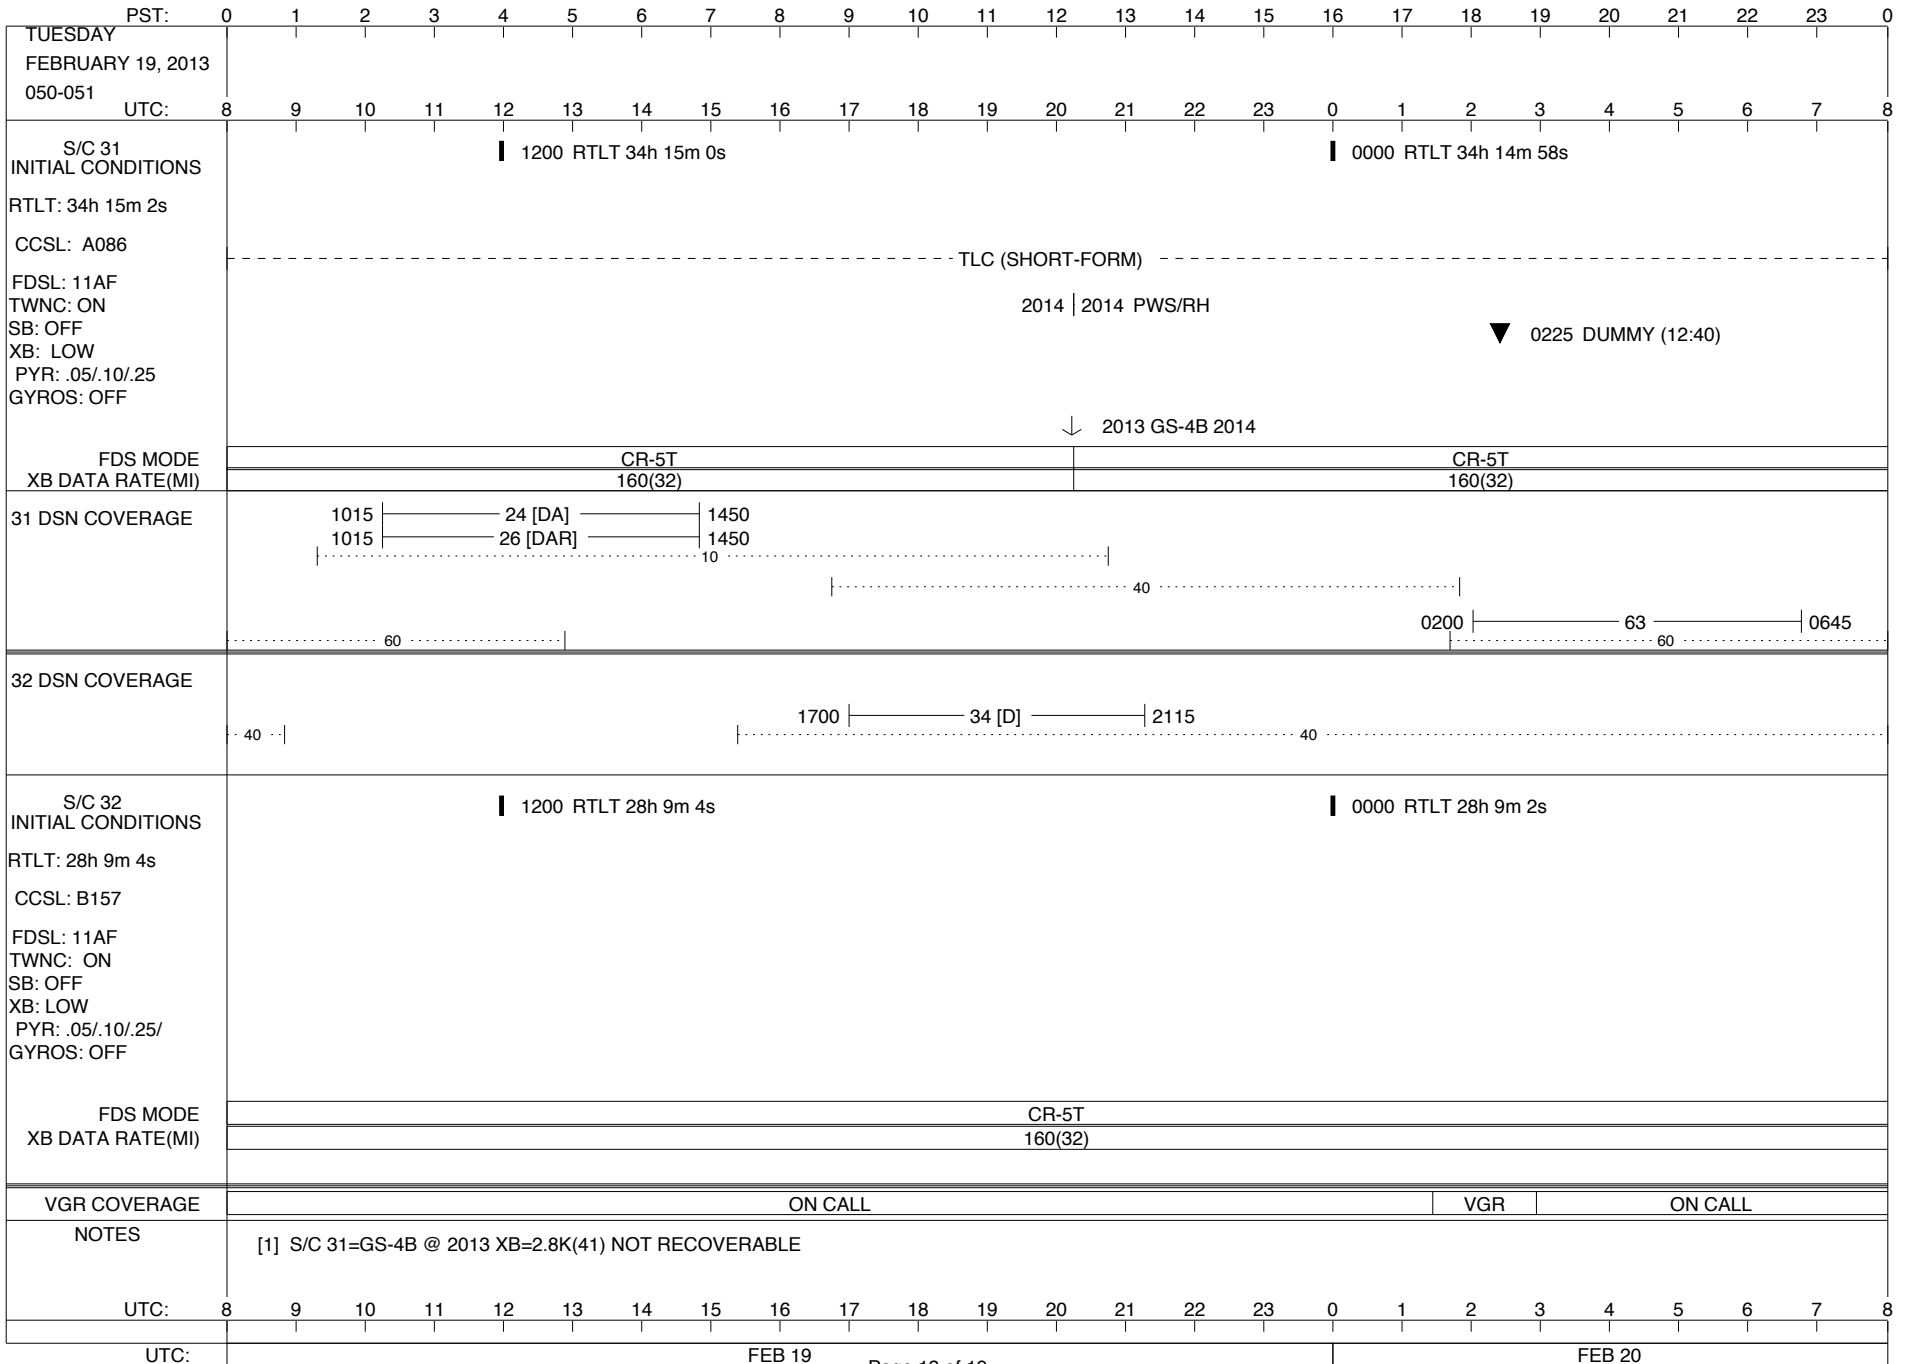 PST: 0 1 2 3 4 5 6 7 8 9 10 11 12 13 14 15 16 17 18 19 20 21 22 23 0
TUESDAY
FEBRUARY 19, 2013
050-051
UTC: 8 9 10 11 12 13 14 15 16 17 18 19 20 21 22 23 0 1 2 3 4 5 6 7 8
S/C 31
INITIAL CONDITIONS
1200 RTLT 34h 15m 0s 0000 RTLT 34h 14m 58s
RTLT: 34h 15m 2s
CCSL: A086
TLC (SHORT-FORM)
FDSL: 11AF
TWNC: ON
2014 2014 PWS/RH
SB: OFF
0225 DUMMY (12:40)
XB: LOW
PYR: .05/.10/.25
GYROS: OFF
2013 GS-4B 2014
FDS MODE CR-5T CR-5T
XB DATA RATE(MI) 160(32) 160(32)
31 DSN COVERAGE
1015 24 [DA] 1450
1015 26 [DAR] 1450
10
40
0200 63 0645
60 60
32 DSN COVERAGE
1700 34 [D] 2115
40 40
S/C 32
INITIAL CONDITIONS
1200 RTLT 28h 9m 4s 0000 RTLT 28h 9m 2s
RTLT: 28h 9m 4s
CCSL: B157
FDSL: 11AF
TWNC: ON
SB: OFF
XB: LOW
PYR: .05/.10/.25/
GYROS: OFF
FDS MODE CR-5T
XB DATA RATE(MI) 160(32)
VGR COVERAGE ON CALL VGR ON CALL
NOTES
[1] S/C 31=GS-4B @ 2013 XB=2.8K(41) NOT RECOVERABLE
UTC: 8 9 10 11 12 13 14 15 16 17 18 19 20 21 22 23 0 1 2 3 4 5 6 7 8
UTC: FEB 19 FEB 20